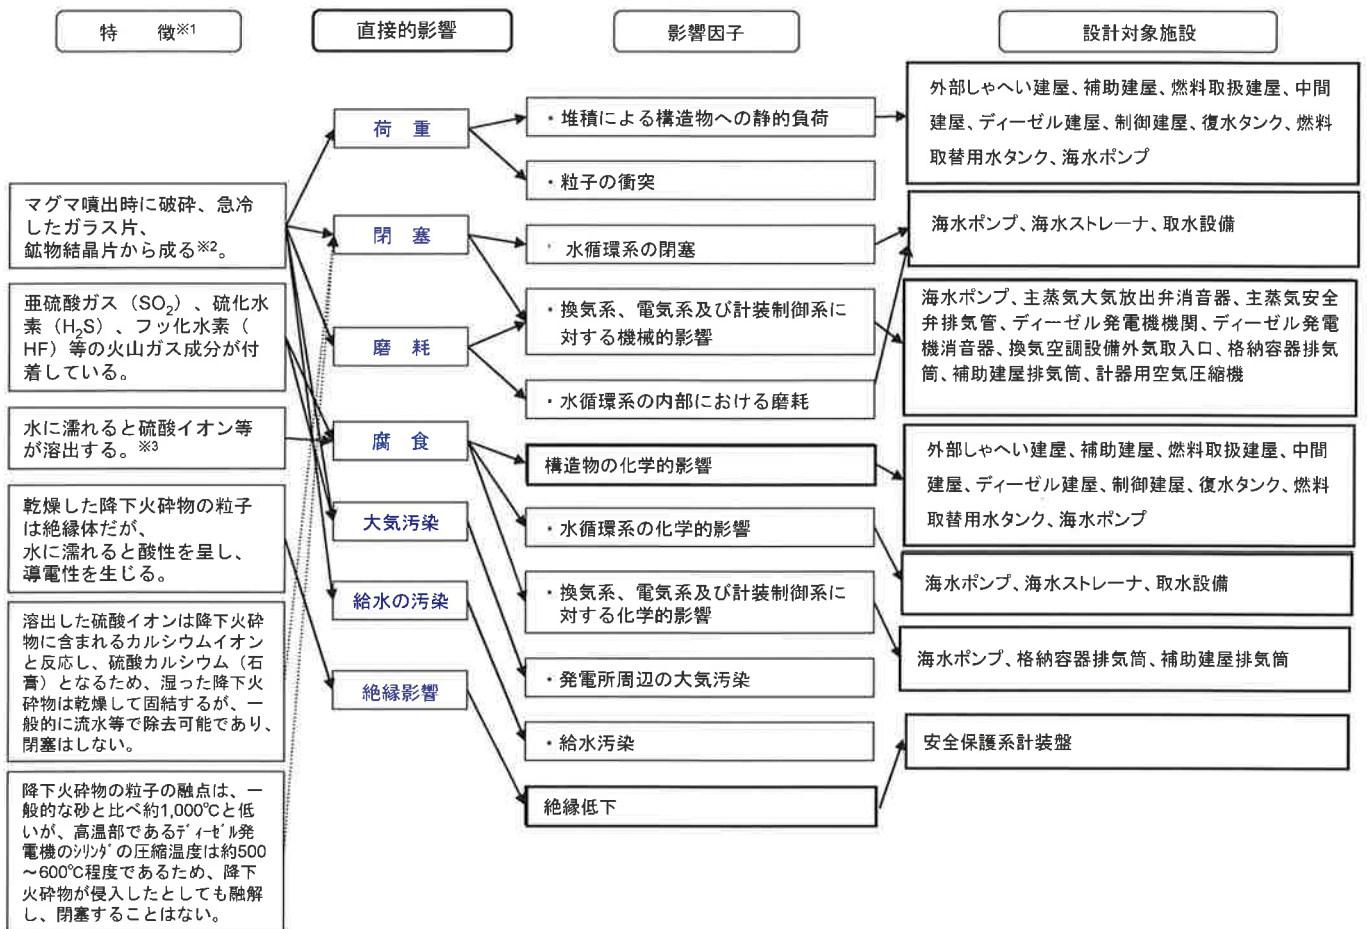 特　徴※1
直接的影響
影響因子
設計対象施設
マグマ噴出時に破砕、急冷
したガラス片、
鉱物結晶片から成る※2。
亜硫酸ガス（SO2）、硫化水
素（H2S）、フッ化水素（
HF）等の火山ガス成分が付
着している。
水に濡れると硫酸イオン等
が溶出する。※3
乾燥した降下火砕物の粒子
は絶縁体だが、
水に濡れると酸性を呈し、
導電性を生じる。
溶出した硫酸イオンは降下火砕
物に含まれるカルシウムイオン
と反応し、硫酸カルシウム（石
膏）となるため、湿った降下火
砕物は乾燥して固結するが、一
般的に流水等で除去可能であり、
閉塞はしない。
降下火砕物の粒子の融点は、一
般的な砂と比べ約1,000℃と低
いが、高温部であるディーゼル発
電機のシリンダの圧縮温度は約500
～600℃程度であるため、降下
火砕物が侵入したとしても融解
し、閉塞することはない。
荷　重
閉　塞
磨　耗
腐　食
大気汚染
給水の汚染
絶縁影響
・堆積による構造物への静的負荷
・粒子の衝突
・水循環系の閉塞
・換気系、電気系及び計装制御系に
対する機械的影響
・水循環系の内部における磨耗
構造物の化学的影響
・水循環系の化学的影響
・換気系、電気系及び計装制御系に
対する化学的影響
・発電所周辺の大気汚染
・給水汚染
絶縁低下
外部しゃへい建屋、補助建屋、燃料取扱建屋、中間
建屋、ディーゼル建屋、制御建屋、復水タンク、燃料
取替用水タンク、海水ポンプ
海水ポンプ、海水ストレーナ、取水設備
海水ポンプ、主蒸気大気放出弁消音器、主蒸気安全
弁排気管、ディーゼル発電機機関、ディーゼル発電
機消音器、換気空調設備外気取入口、格納容器排気
筒、補助建屋排気筒、計器用空気圧縮機
外部しゃへい建屋、補助建屋、燃料取扱建屋、中間
建屋、ディーゼル建屋、制御建屋、復水タンク、燃料
取替用水タンク、海水ポンプ
海水ポンプ、海水ストレーナ、取水設備
海水ポンプ、格納容器排気筒、補助建屋排気筒
安全保護系計装盤